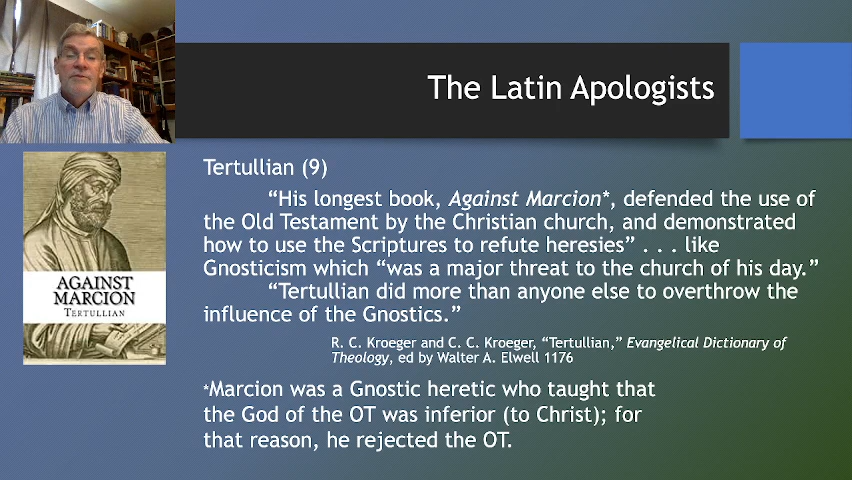 The Latin Apologists
Tertullian (9)
“His longest book, Against Marcion*, defended the use of
the Old Testament by the Christian church, and demonstrated
how to use the Scriptures to refute heresies” . . . like
Gnosticism which “was a major threat to the church of his day.”
“Tertullian did more than anyone else to overthrow the
influence of the Gnostics.”
R. C. Kroeger and C. C. Kroeger, “Tertullian,” Evangelical Dictionary of
Theology, ed by Walter A. Elwell 1176
*Marcion was a Gnostic heretic who taught that
the God of the OT was inferior (to Christ); for
that reason, he rejected the OT.
AGAINST
MARCION
TERTULLIAN